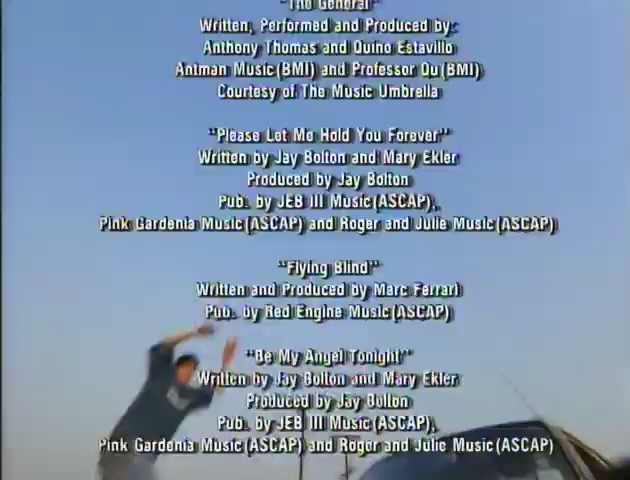 "The General"
Written, Performed and Produced by:
Anthony Thomas and Quino Estavillo
Antman Music (BMI) and Professor Qu (BMI)
Courtesy of The Music Umbrella
"Please Let Me Hold You Forever"
Written by Jay Bolton and Mary Ekler
Produced by Jay Bolton
Pub. by JEB III Music (ASCAP),
Pink Gardenia Music (ASCAP) and Roger and Julie Music (ASCAP)
"Flying Blind"
Written and Produced by Marc Ferrari
Pub. by Red Engine Music (ASCAP)
"Be My Angel Tonight"
Written by Jay Bolton and Mary Ekler
Produced by Jay Bolton
Pub. by JEB III Music (ASCAP),
Pink Gardenia Music (ASCAP) and Roger and Julie Music (ASCAP)